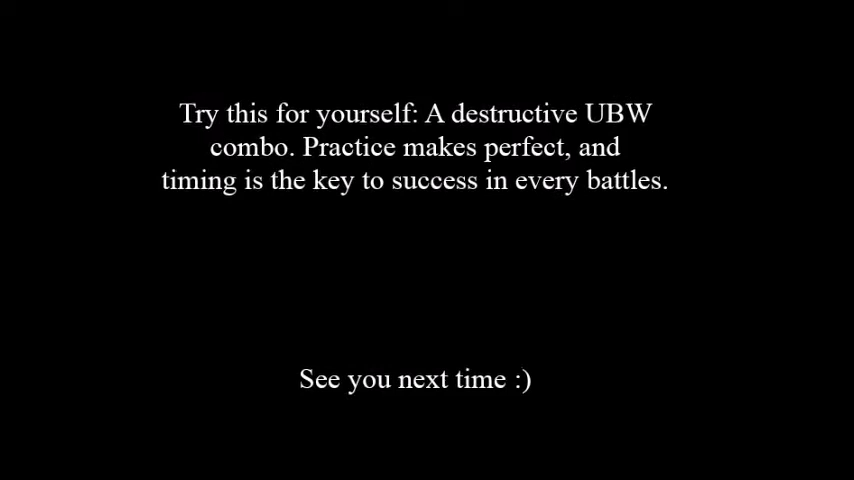 Try this for yourself: A destructive UBW
combo. Practice makes perfect, and
timing is the key to success in every battles.
See you next time :)